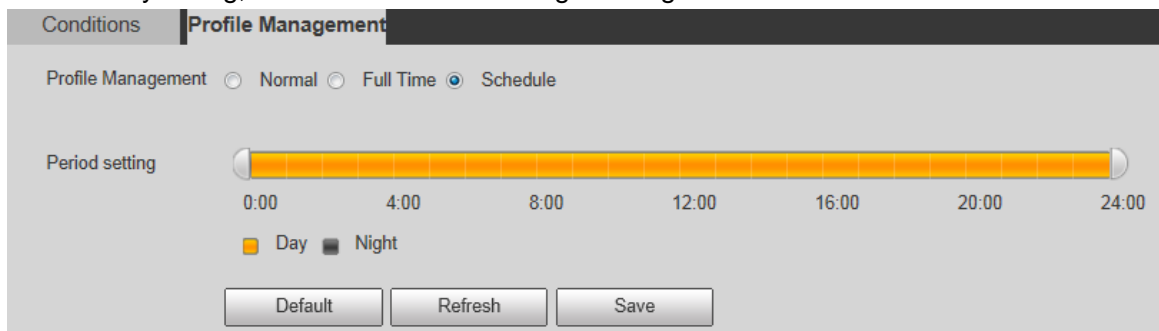 Conditions Profile Management
Profile Management Normal Full Time Schedule
Period setting
0:00 4:00 8:00 12:00 16:00 20:00 24:00
Day Night
Default Refresh Save